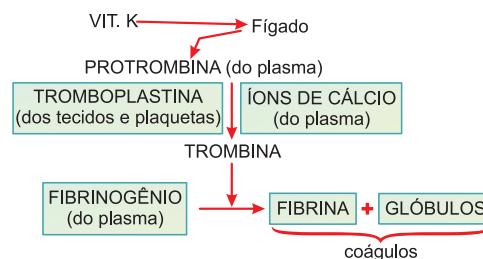 VIT. K
Fígado
PROTROMBINA (do plasma)
TROMBOPLASTINA
(dos tecidos e plaquetas)
ÍONS DE CÁLCIO
(do plasma)
TROMBINA
FIBRINOGÊNIO
(do plasma)
FIBRINA + GLÓBULOS
coágulos